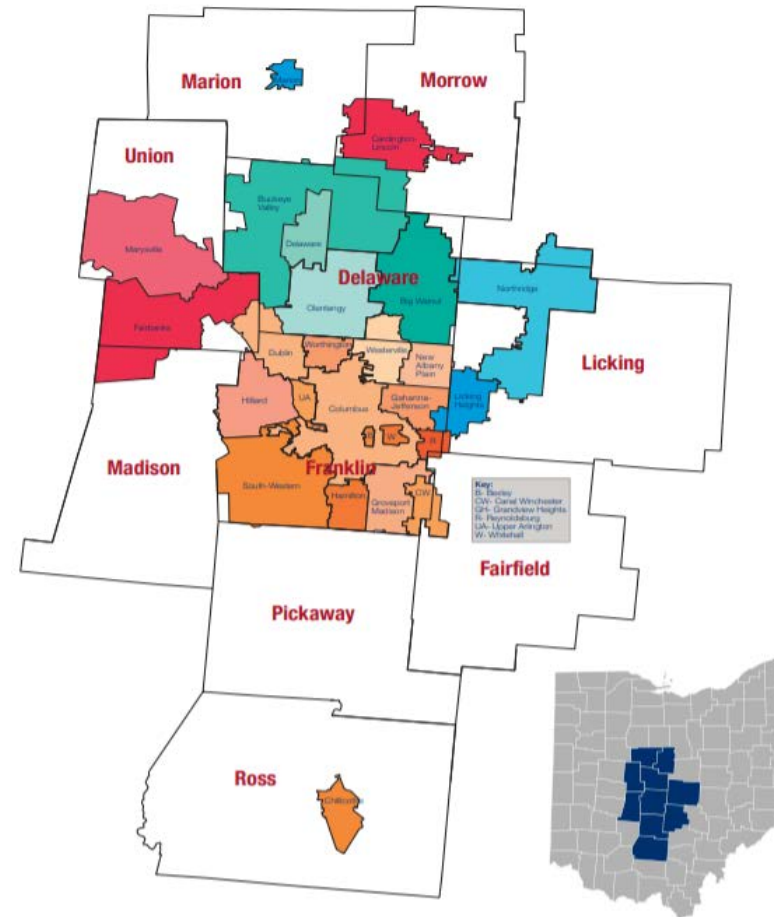 Marion
Marion
Morrow
Cardington-
Lincoln
Union
Buckeye
Valley
Marysville
Delaware
Delaware
Northridge
Olentangy
Big Walnut
Fairbanks
Dublin
Worthington
Westerville
New
Albany
Plain
Licking
Hilliard
UA
Columbus
Gahanna-
Jefferson
Licking
Heights
B
W
R
Madison
Franklin
South-Western
Hamilton
Groveport
Madison
CW
Key:
B- Bexley
CW- Canal Winchester
GH- Grandview Heights
R- Reynoldsburg
UA- Upper Arlington
W- Whitehall
Fairfield
Pickaway
Ross
Chillicothe